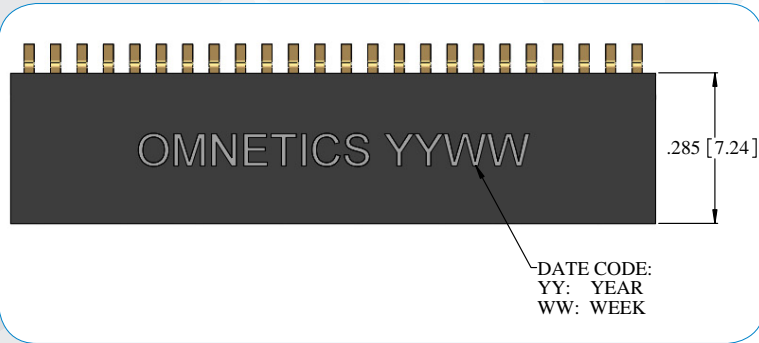 OMNETICS YYWW
.285 [7.24]
DATE CODE:
YY: YEAR
WW: WEEK